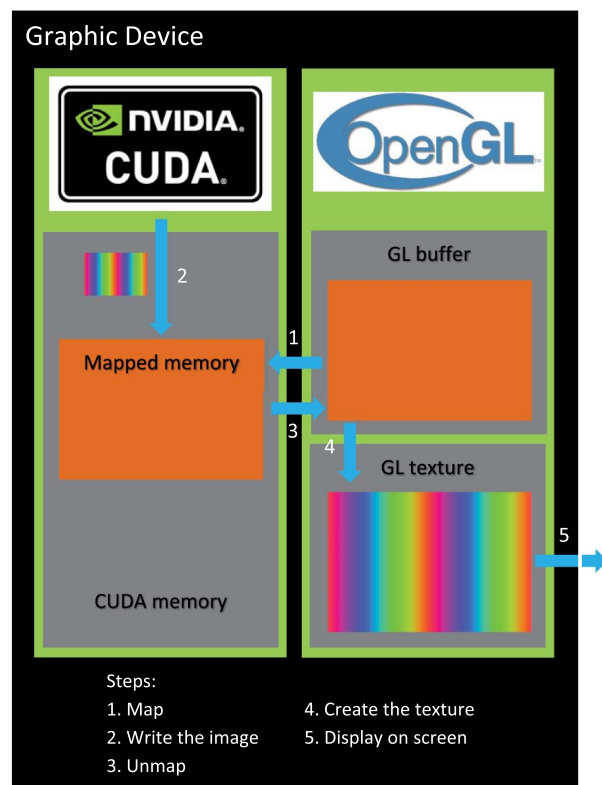 Graphic Device
NVIDIA.
CUDA.
OpenGL™
2
GL buffer
Mapped memory
1
3
4
GL texture
5
CUDA memory
Steps:
1. Map
2. Write the image
3. Unmap
4. Create the texture
5. Display on screen